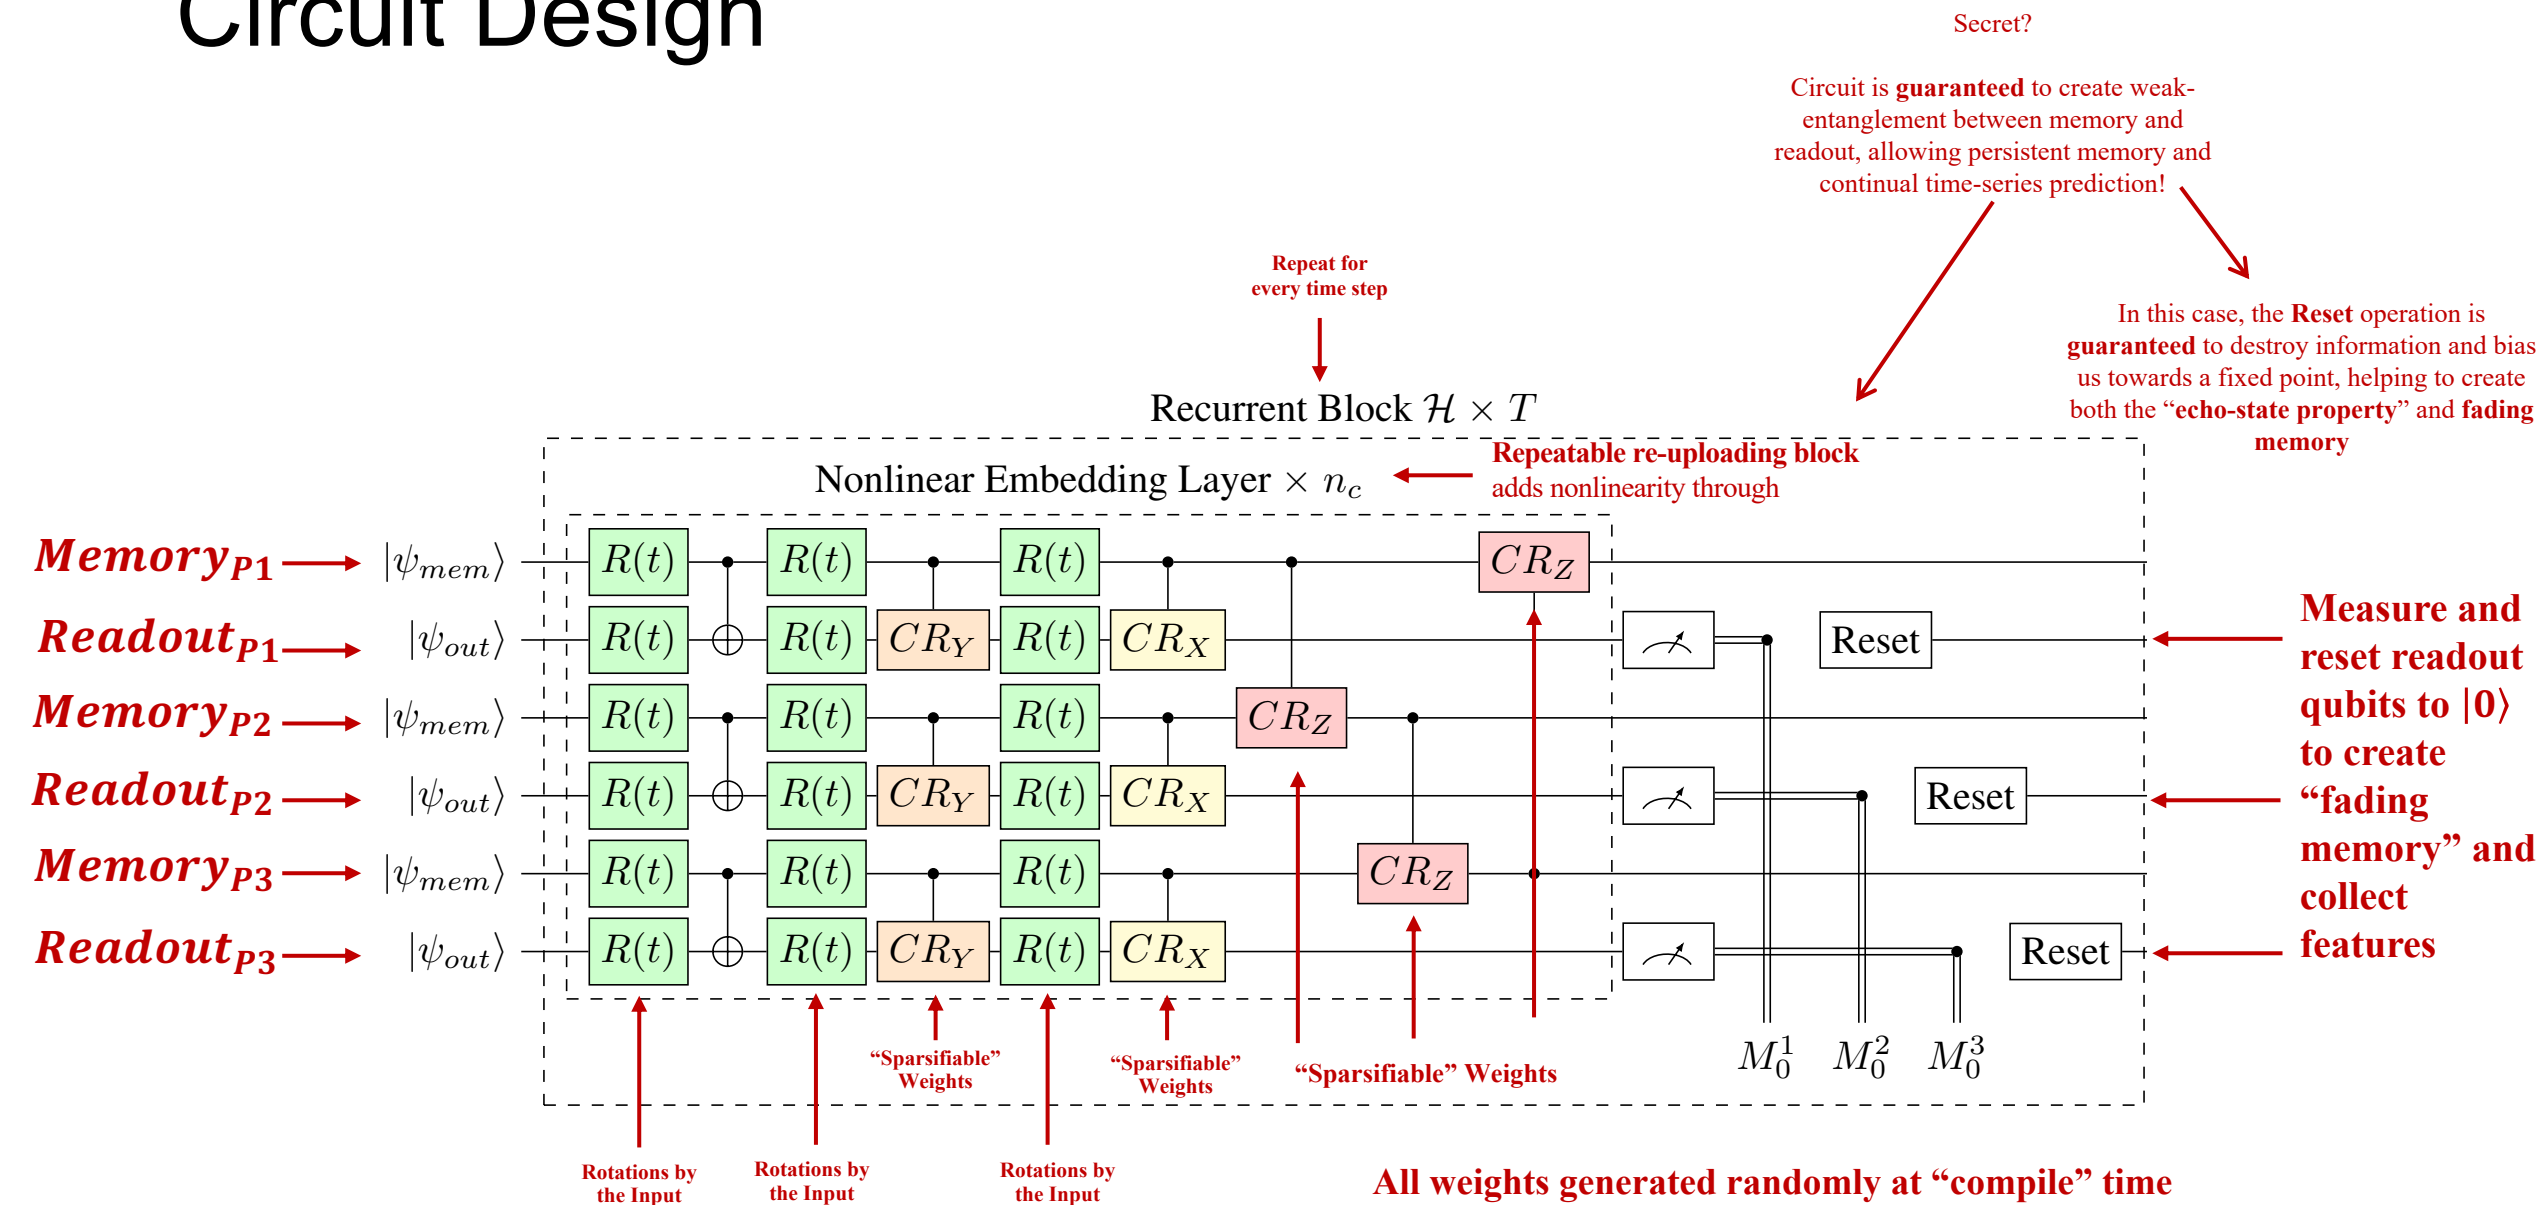 Circuit Design
Secret?
Circuit is guaranteed to create weak-
entanglement between memory and
readout, allowing persistent memory and
continual time-series prediction!
In this case, the Reset operation is
guaranteed to destroy information and bias
us towards a fixed point, helping to create
both the “echo-state property” and fading
memory
Repeat for
every time step
Recurrent Block ℋ × T
Nonlinear Embedding Layer × n_c
Repeatable re-uploading block
adds nonlinearity through
Memory_P1 |ψ_mem⟩ R(t) R(t) R(t) CR_Z
Readout_P1 |ψ_out⟩ R(t) R(t) CR_Y R(t) CR_X Reset
Memory_P2 |ψ_mem⟩ R(t) R(t) R(t) CR_Z
Readout_P2 |ψ_out⟩ R(t) R(t) CR_Y R(t) CR_X Reset
Memory_P3 |ψ_mem⟩ R(t) R(t) R(t) CR_Z
Readout_P3 |ψ_out⟩ R(t) R(t) CR_Y R(t) CR_X Reset
Measure and
reset readout
qubits to |0⟩
to create
“fading
memory” and
collect
features
M_0^1 M_0^2 M_0^3
“Sparsifiable”
Weights
“Sparsifiable”
Weights
“Sparsifiable” Weights
Rotations by
the Input
Rotations by
the Input
Rotations by
the Input
All weights generated randomly at “compile” time